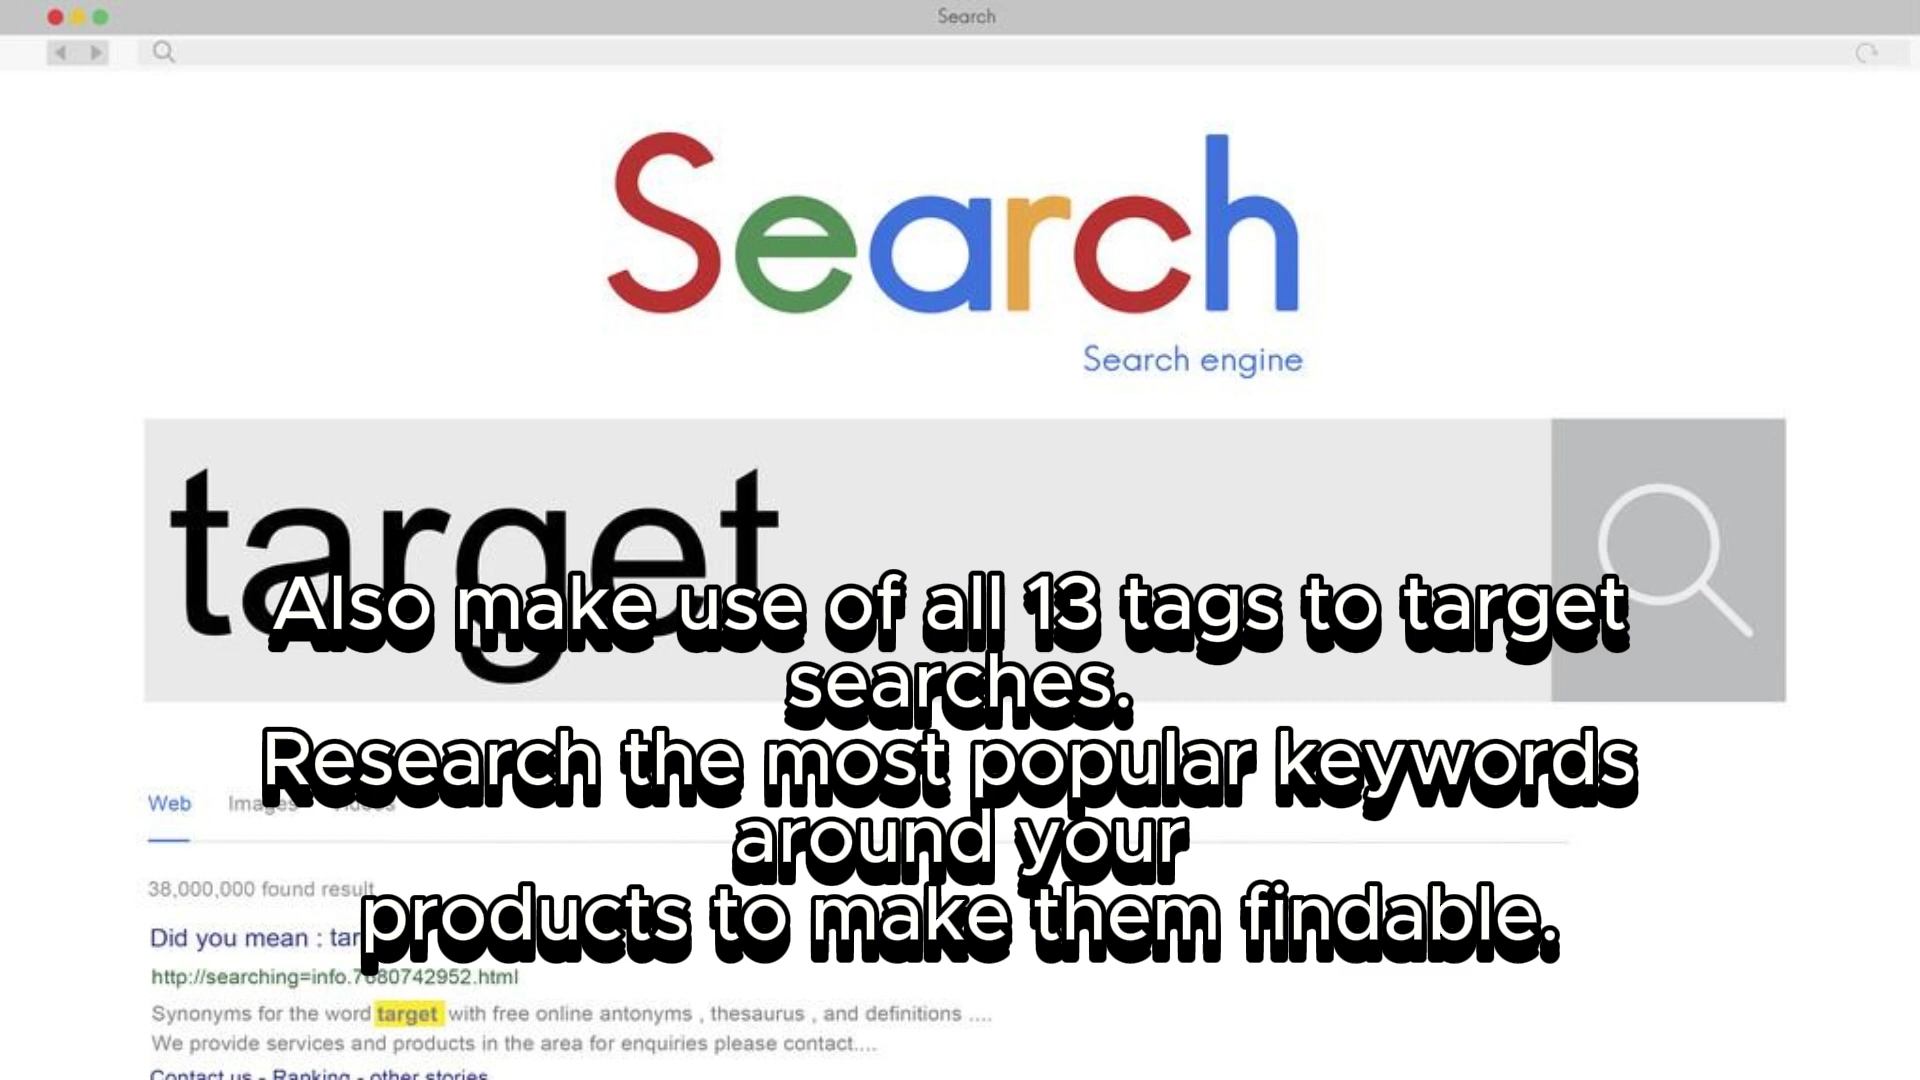 Search
Search
Search engine
target
Also make use of all 13 tags to target
searches.
Research the most popular keywords
around your
products to make them findable.
Web Images Videos
38,000,000 found result
Did you mean : tar
http://searching=info.7680742952.html
Synonyms for the word target with free online antonyms , thesaurus , and definitions ....
We provide services and products in the area for enquiries please contact....
Contact us - Ranking - other stories